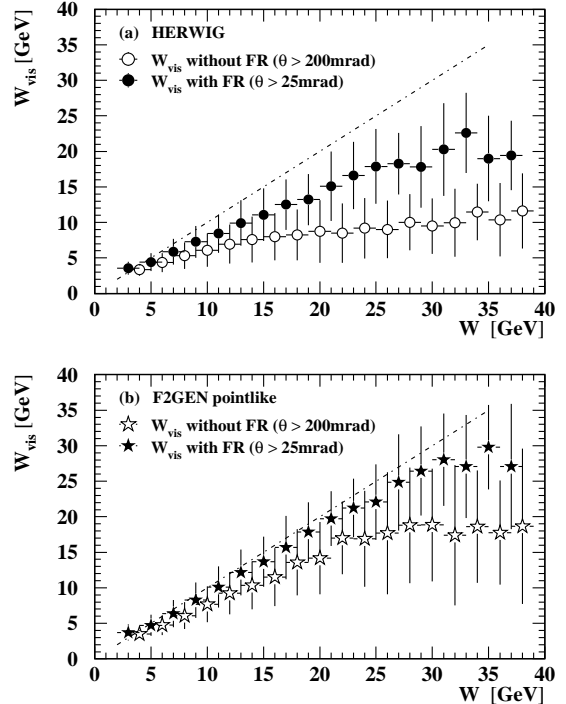 (a) HERWIG
W_vis without FR (θ > 200mrad)
W_vis with FR (θ > 25mrad)
W_vis [GeV]
40
35
30
25
20
15
10
5
0
0 5 10 15 20 25 30 35 40
W [GeV]
(b) F2GEN pointlike
W_vis without FR (θ > 200mrad)
W_vis with FR (θ > 25mrad)
W_vis [GeV]
40
35
30
25
20
15
10
5
0
0 5 10 15 20 25 30 35 40
W [GeV]